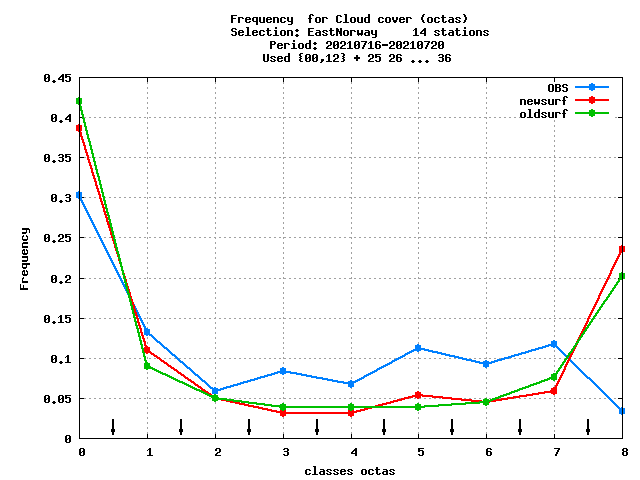 Frequency  for Cloud cover (octas)
Selection: EastNorway     14 stations
Period: 20210716-20210720
Used {00,12} + 25 26 ... 36
OBS
newsurf
oldsurf
0.45
0.4
0.35
0.3
0.25
0.2
0.15
0.1
0.05
0
Frequency
0 1 2 3 4 5 6 7 8
classes octas